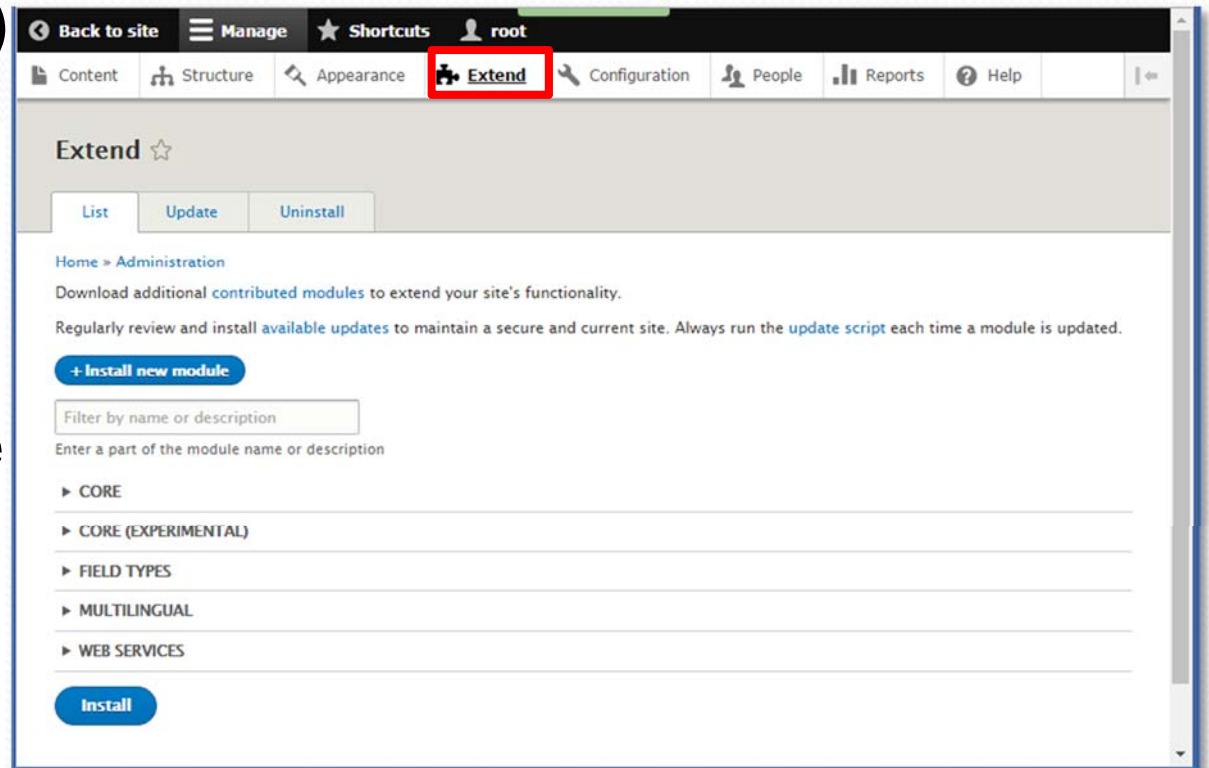 Back to site Manage Shortcuts root
Content Structure Appearance Extend Configuration People Reports Help
Extend
List Update Uninstall
Home » Administration
Download additional contributed modules to extend your site's functionality.
Regularly review and install available updates to maintain a secure and current site. Always run the update script each time a module is updated.
+ Install new module
Filter by name or description
Enter a part of the module name or description
► CORE
► CORE (EXPERIMENTAL)
► FIELD TYPES
► MULTILINGUAL
► WEB SERVICES
Install